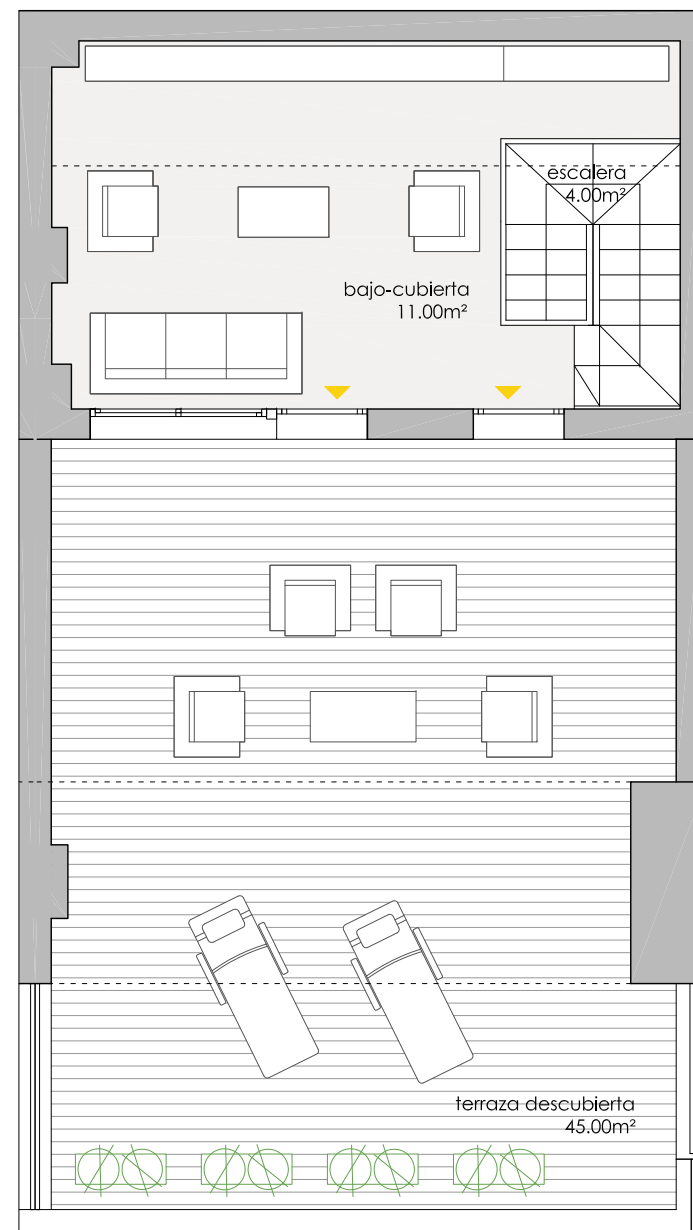 escalera
4.00m²
bajo-cubierta
11.00m²
terraza descubierta
45.00m²